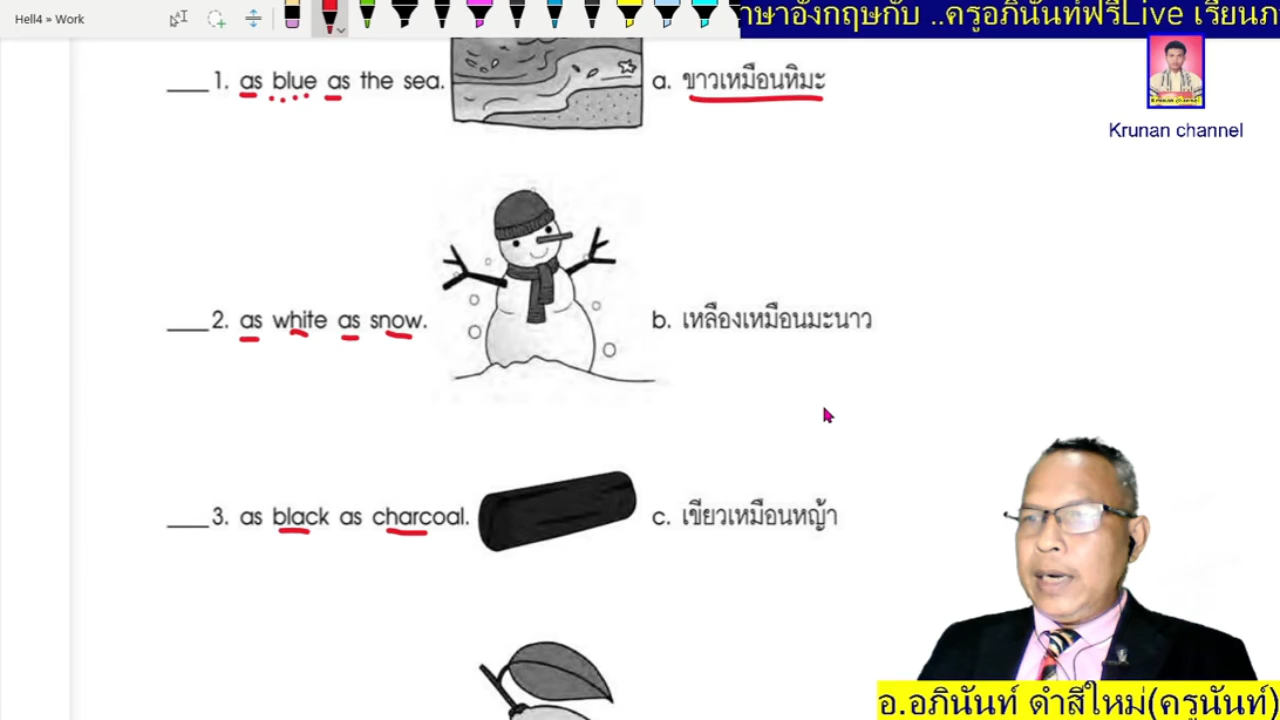 Hell4 » Work
าษาอังกฤษกับ ..ครูอภินันท์ฟรีLive เรียนภ
____1. as blue as the sea.
a. ขาวเหมือนหิมะ
Krunan channel
____2. as white as snow.
b. เหลืองเหมือนมะนาว
____3. as black as charcoal.
c. เขียวเหมือนหญ้า
อ.อภินันท์ ดำสีใหม่(ครูนันท์)